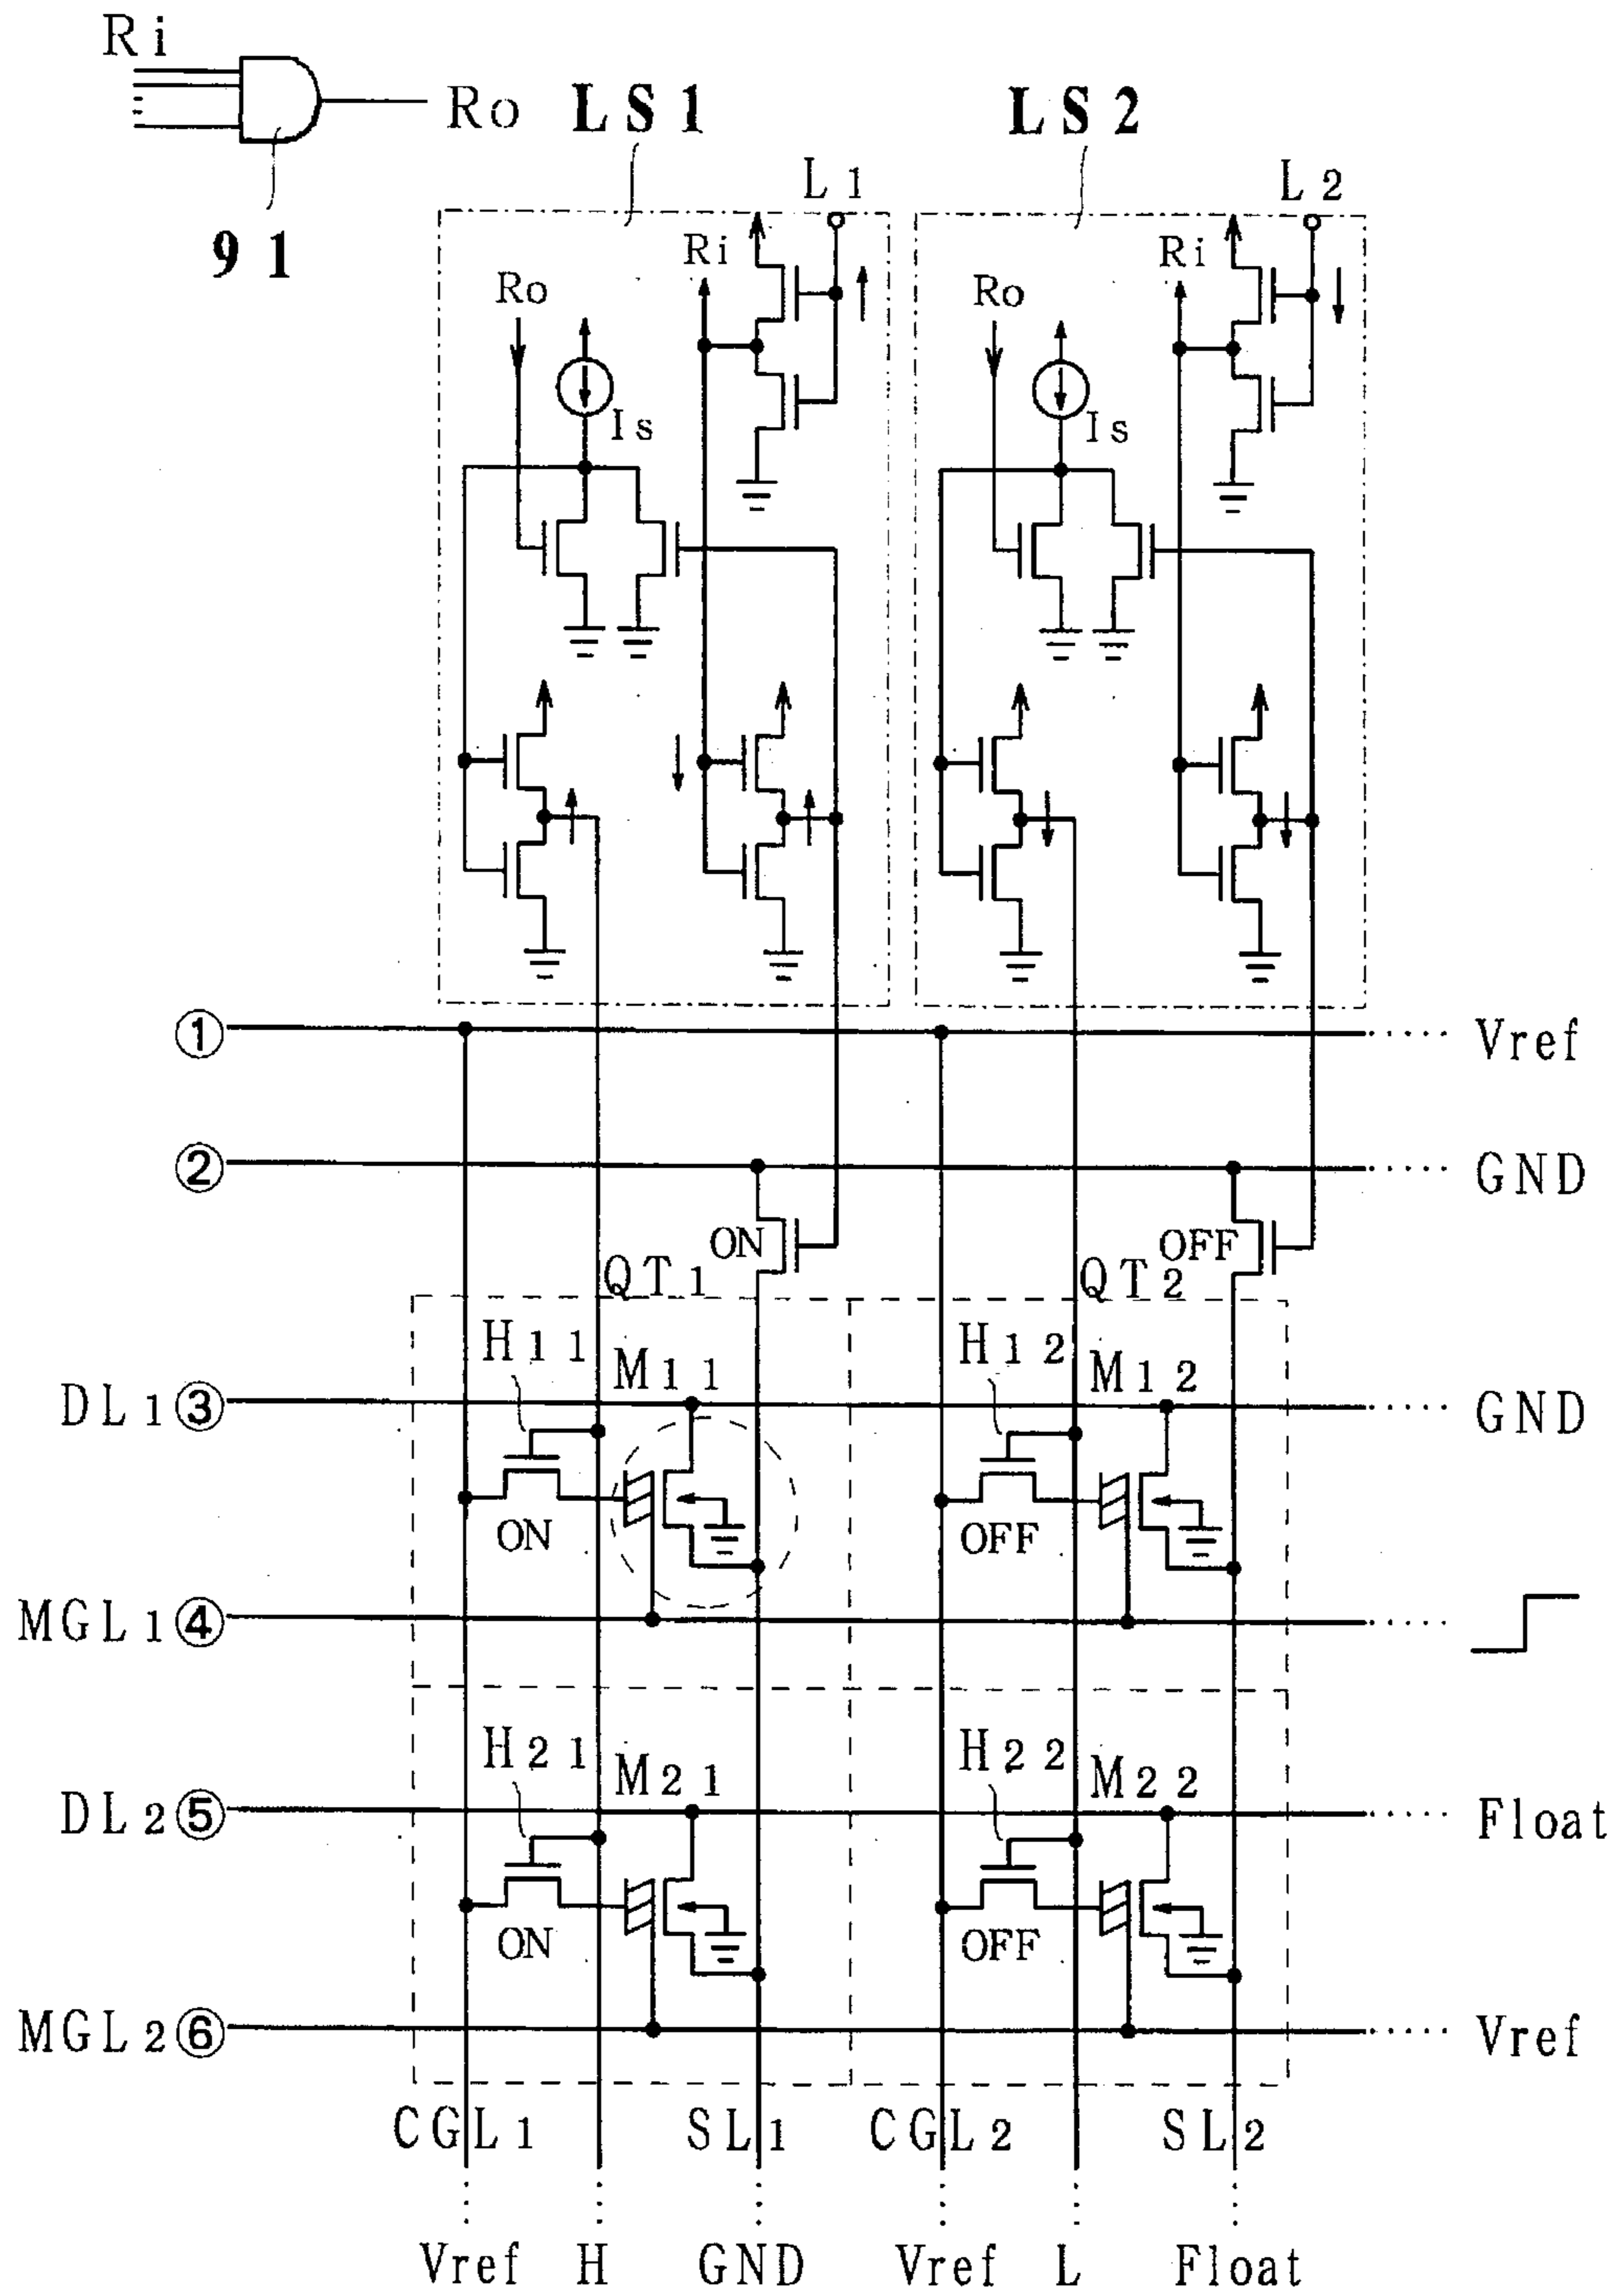 Ri
Ro
LS1
LS2
91
L1
L2
Ri
Ri
Ro
Ro
Is
Is
① Vref
② GND
ON
OFF
QT1
QT2
H11
M11
H12
M12
DL1③ GND
ON
OFF
MGL1④
H21
M21
H22
M22
DL2⑤ Float
ON
OFF
MGL2⑥ Vref
CGL1
SL1
CGL2
SL2
Vref H GND Vref L Float